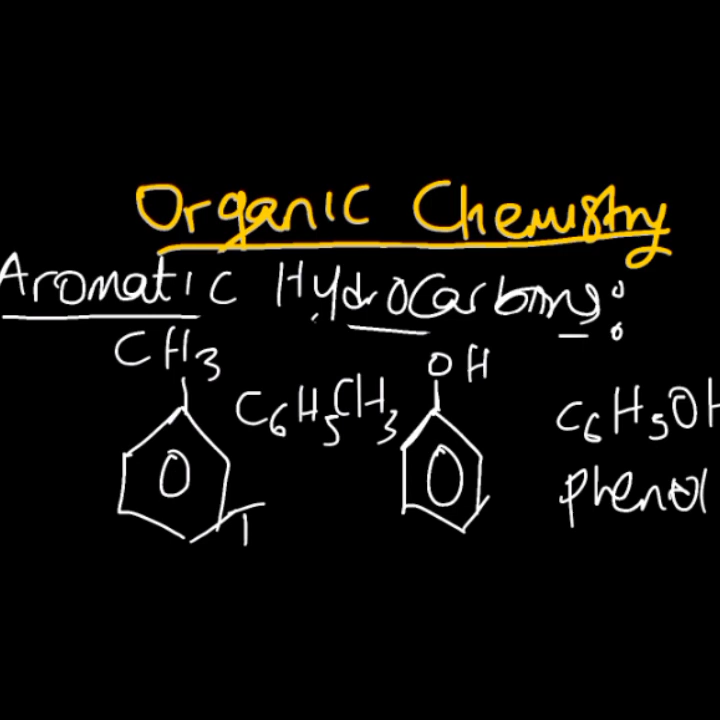 Organic Chemistry
Aromatic Hydrocarbons:
CH3 OH
C6H5CH3 C6H5OH
phenol
T